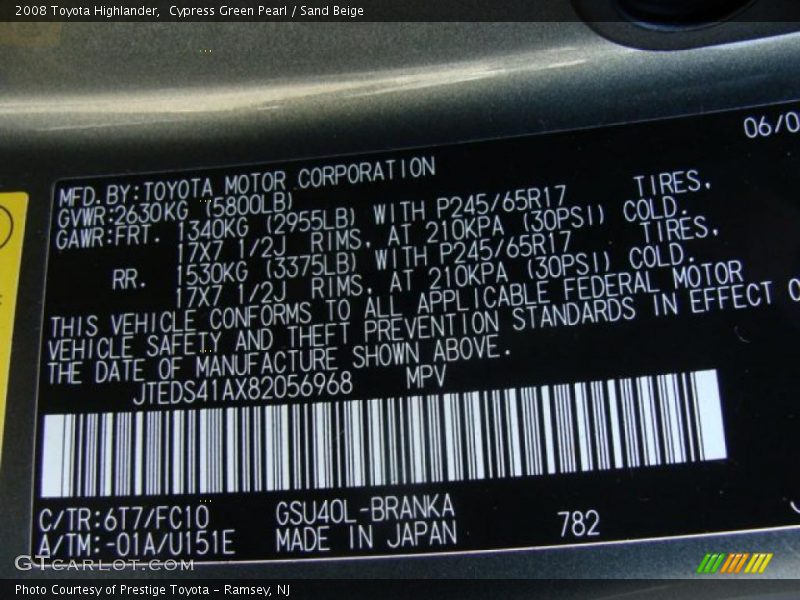 2008 Toyota Highlander,  Cypress Green Pearl / Sand Beige
06/0
MFD.BY:TOYOTA MOTOR CORPORATION
GVWR:2630KG (5800LB)
GAWR:FRT. 1340KG (2955LB) WITH P245/65R17 TIRES,
17X7 1/2J RIMS, AT 210KPA (30PSI) COLD.
RR. 1530KG (3375LB) WITH P245/65R17 TIRES,
17X7 1/2J RIMS, AT 210KPA (30PSI) COLD.
THIS VEHICLE CONFORMS TO ALL APPLICABLE FEDERAL MOTOR
VEHICLE SAFETY AND THEFT PREVENTION STANDARDS IN EFFECT O
THE DATE OF MANUFACTURE SHOWN ABOVE.
JTEDS41AX82056968 MPV
C/TR:6T7/FC10 GSU40L-BRANKA 782
A/TM:-01A/U151E MADE IN JAPAN
GTCARLOT.COM
Photo Courtesy of Prestige Toyota - Ramsey, NJ